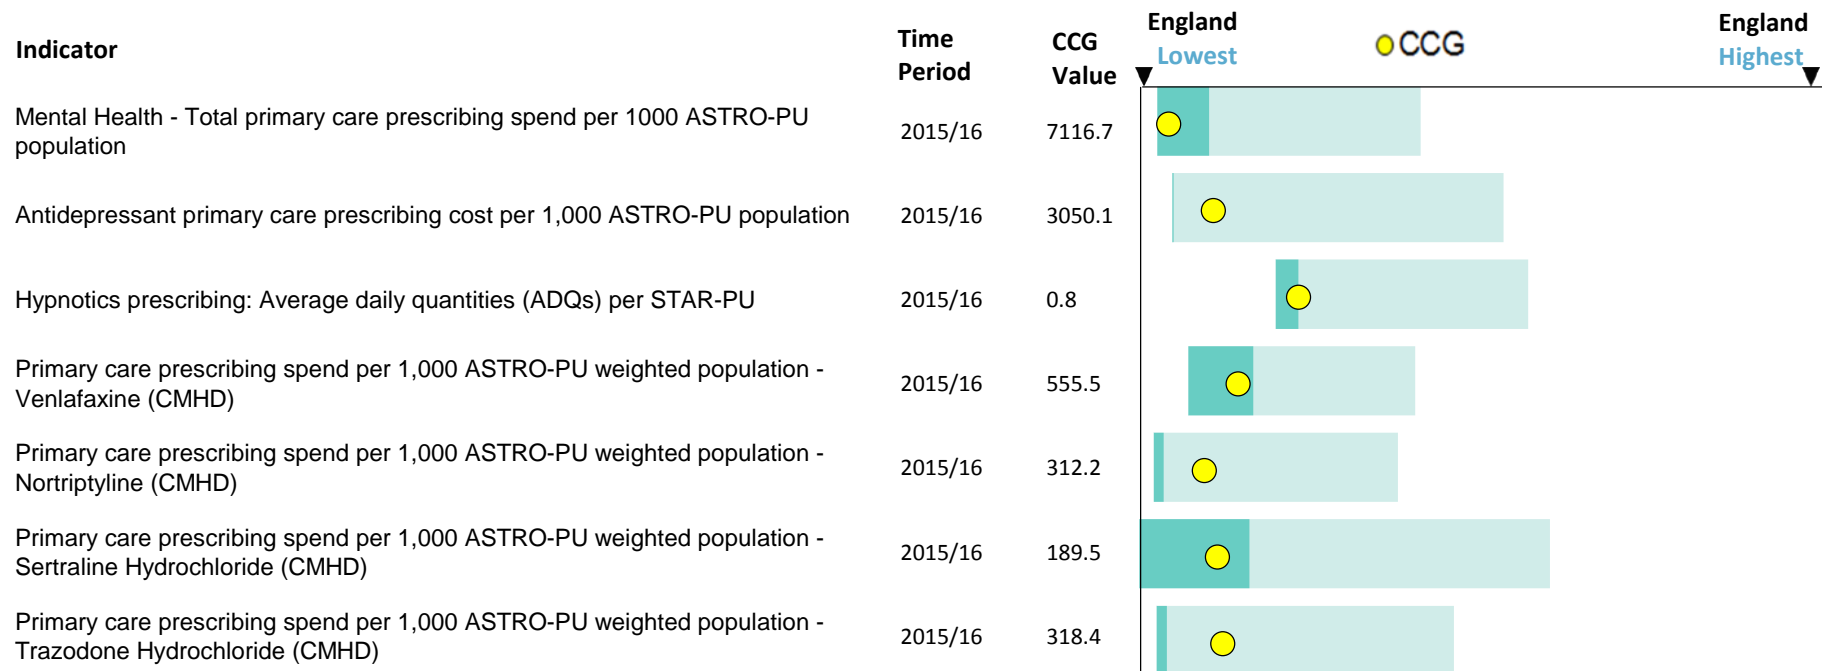 Indicator
Time
Period
CCG
Value
England
Lowest
CCG
England
Highest
Mental Health - Total primary care prescribing spend per 1000 ASTRO-PU
population
2015/16
7116.7
Antidepressant primary care prescribing cost per 1,000 ASTRO-PU population
2015/16
3050.1
Hypnotics prescribing: Average daily quantities (ADQs) per STAR-PU
2015/16
0.8
Primary care prescribing spend per 1,000 ASTRO-PU weighted population -
Venlafaxine (CMHD)
2015/16
555.5
Primary care prescribing spend per 1,000 ASTRO-PU weighted population -
Nortriptyline (CMHD)
2015/16
312.2
Primary care prescribing spend per 1,000 ASTRO-PU weighted population -
Sertraline Hydrochloride (CMHD)
2015/16
189.5
Primary care prescribing spend per 1,000 ASTRO-PU weighted population -
Trazodone Hydrochloride (CMHD)
2015/16
318.4